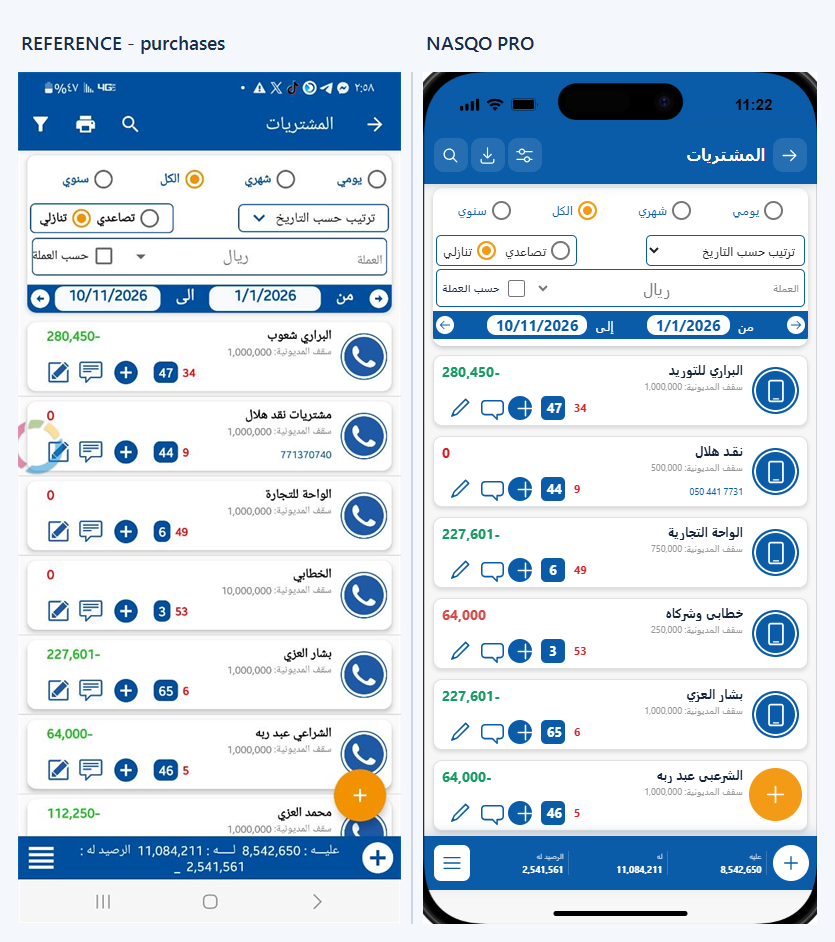 REFERENCE - purchases
%٤٧ 4G ٢:٥٨
المشتريات
يومي شهري الكل سنوي
ترتيب حسب التاريخ تصاعدي تنازلي
العملة ريال حسب العملة
من 1/1/2026 الى 10/11/2026
البراري شعوب 280,450-
سقف المديونية: 1,000,000
34 47
مشتريات نقد هلال 0
سقف المديونية: 1,000,000
771370740
9 44
الواحة للتجارة 0
سقف المديونية: 1,000,000
49 6
الخطابي 0
سقف المديونية: 10,000,000
53 3
بشار العزي 227,601-
سقف المديونية: 1,000,000
6 65
الشراعي عبد ربه 64,000-
سقف المديونية: 1,000,000
5 46
محمد العزي 112,250-
سقف المديونية: 1,000,000
عليـــه : 8,542,650 لـــــه : 11,084,211 الرصيد له :
2,541,561 _
NASQO PRO
11:22
المشتريات
يومي شهري الكل سنوي
ترتيب حسب التاريخ تصاعدي تنازلي
العملة ريال حسب العملة
من 1/1/2026 إلى 10/11/2026
البراري للتوريد 280,450-
سقف المديونية: 1,000,000
34 47
نقد هلال 0
سقف المديونية: 500,000
050 441 7731
9 44
الواحة التجارية 227,601-
سقف المديونية: 750,000
49 6
خطابي وشركاه 64,000
سقف المديونية: 250,000
53 3
بشار العزي 227,601-
سقف المديونية: 1,000,000
6 65
الشرعبي عبد ربه 64,000-
سقف المديونية: 1,000,000
5 46
عليه له الرصيد له
8,542,650 11,084,211 2,541,561